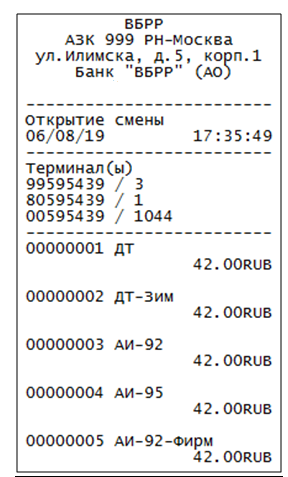 ВБРР
АЗК 999 РН-Москва
ул.Илимска, д.5, корп.1
Банк "ВБРР" (АО)
---------------------------
Открытие смены
06/08/19 17:35:49
---------------------------
Терминал(ы)
99595439 / 3
80595439 / 1
00595439 / 1044
---------------------------
00000001 ДТ
42.00RUB
00000002 ДТ-Зим
42.00RUB
00000003 АИ-92
42.00RUB
00000004 АИ-95
42.00RUB
00000005 АИ-92-Фирм
42.00RUB